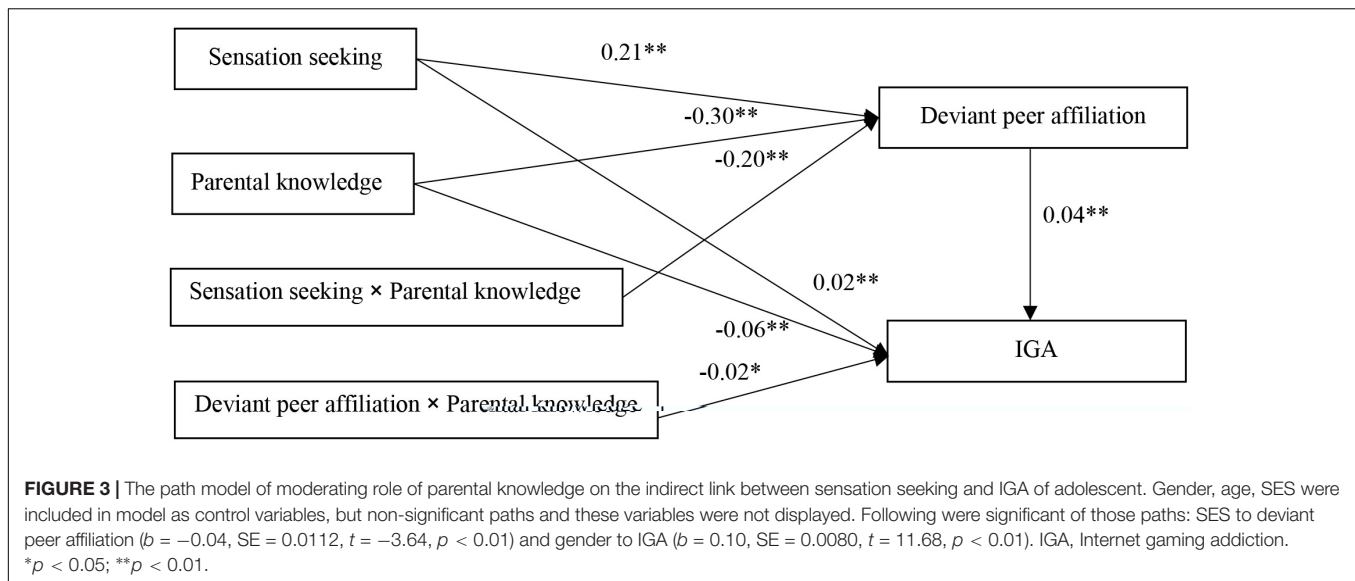 Sensation seeking
0.21**
Deviant peer affiliation
-0.30**
Parental knowledge
-0.20**
0.04**
Sensation seeking × Parental knowledge
0.02**
-0.06**
IGA
-0.02*
Deviant peer affiliation × Parental knowledge
FIGURE 3 | The path model of moderating role of parental knowledge on the indirect link between sensation seeking and IGA of adolescent. Gender, age, SES were
included in model as control variables, but non-significant paths and these variables were not displayed. Following were significant of those paths: SES to deviant
peer affiliation (b = −0.04, SE = 0.0112, t = −3.64, p < 0.01) and gender to IGA (b = 0.10, SE = 0.0080, t = 11.68, p < 0.01). IGA, Internet gaming addiction.
*p < 0.05; **p < 0.01.